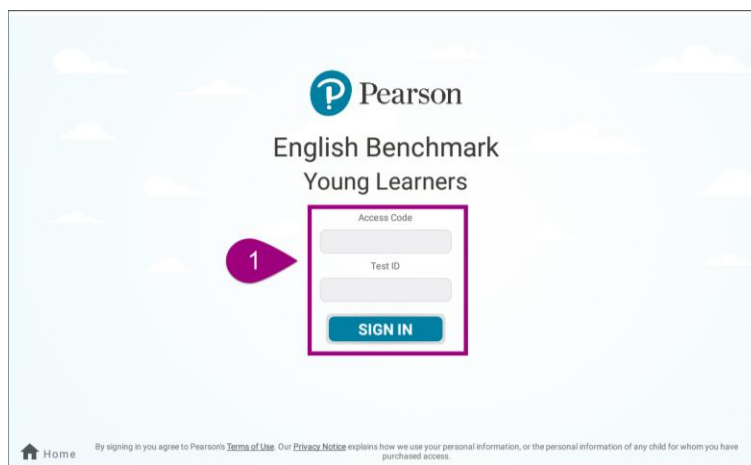 Pearson
English Benchmark
Young Learners
Access Code
1
Test ID
SIGN IN
Home
By signing in you agree to Pearson's Terms of Use. Our Privacy Notice explains how we use your personal information, or the personal information of any child for whom you have
purchased access.